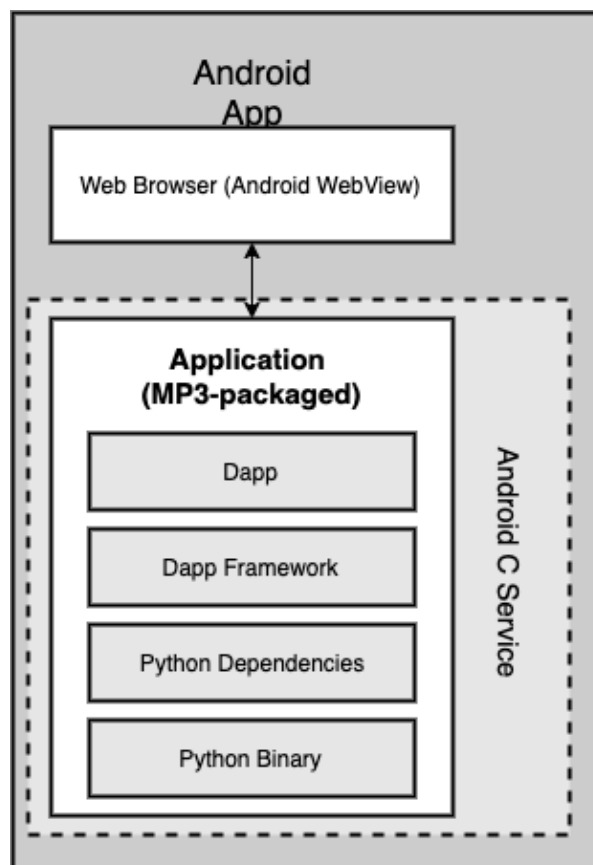 Android
App
Web Browser (Android WebView)
Application
(MP3-packaged)
Dapp
Dapp Framework
Python Dependencies
Python Binary
Android C Service